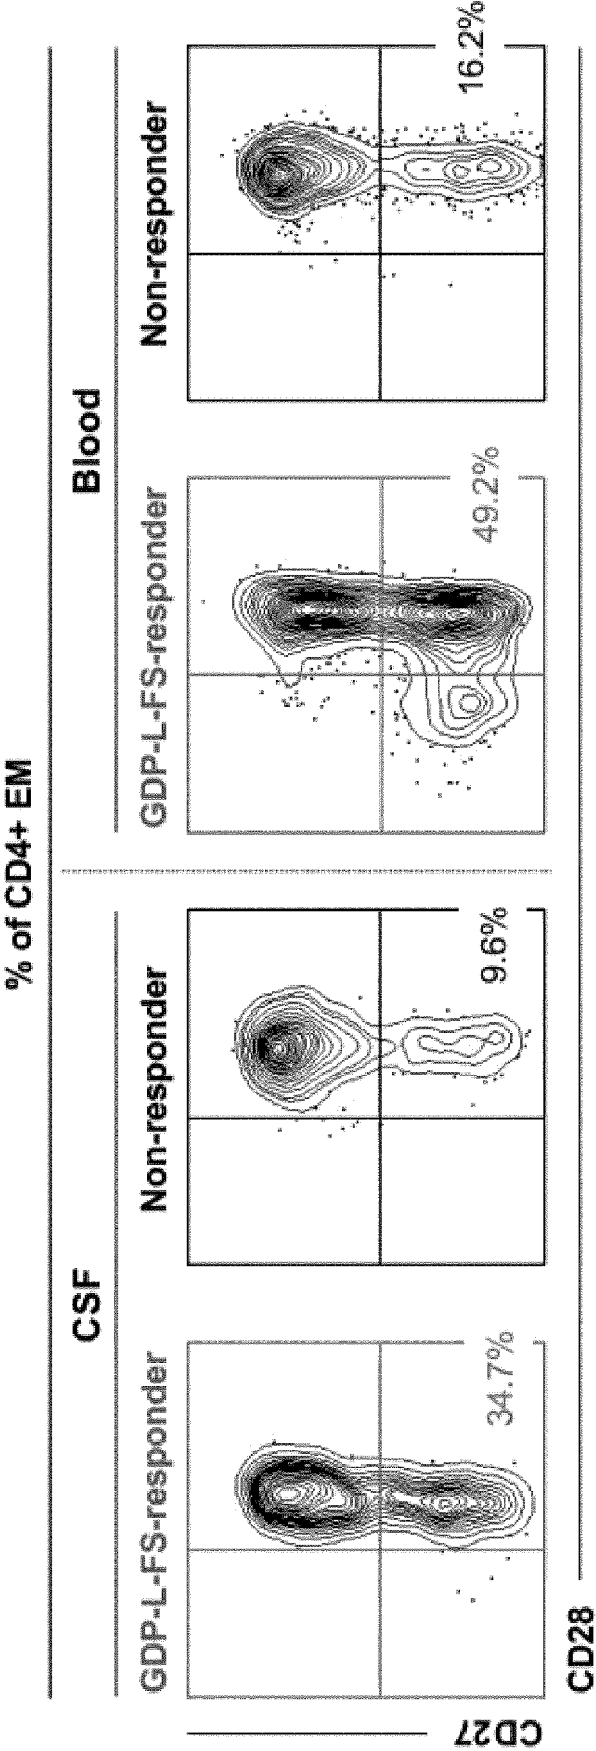 % of CD4+ EM
CSF
Blood
GDP-L-FS-responder
Non-responder
GDP-L-FS-responder
Non-responder
34.7%
9.6%
49.2%
16.2%
CD27
CD28